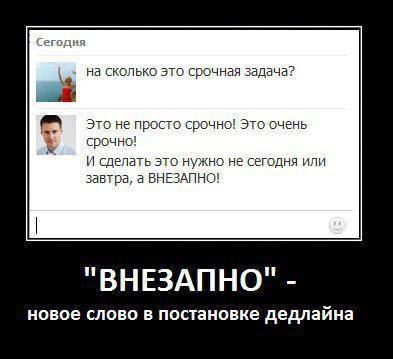 Сегодня
на сколько это срочная задача?
Это не просто срочно! Это очень
срочно!
И сделать это нужно не сегодня или
завтра, а ВНЕЗАПНО!
"ВНЕЗАПНО" -
новое слово в постановке дедлайна